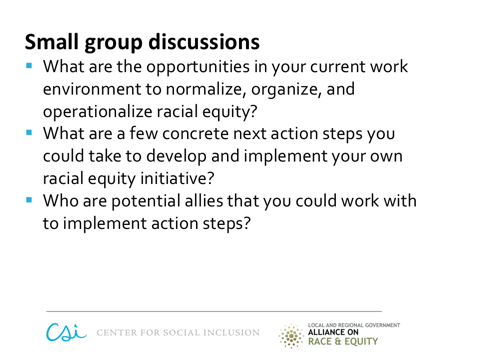 Small group discussions
▪ What are the opportunities in your current work
environment to normalize, organize, and
operationalize racial equity?
▪ What are a few concrete next action steps you
could take to develop and implement your own
racial equity initiative?
▪ Who are potential allies that you could work with
to implement action steps?
csi CENTER FOR SOCIAL INCLUSION
LOCAL AND REGIONAL GOVERNMENT
ALLIANCE ON
RACE & EQUITY